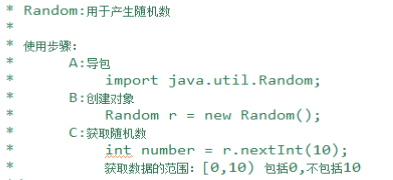 * Random:用于产生随机数
*
* 使用步骤:
* A:导包
* import java.util.Random;
* B:创建对象
* Random r = new Random();
* C:获取随机数
* int number = r.nextInt(10);
* 获取数据的范围：[0,10) 包括0,不包括10